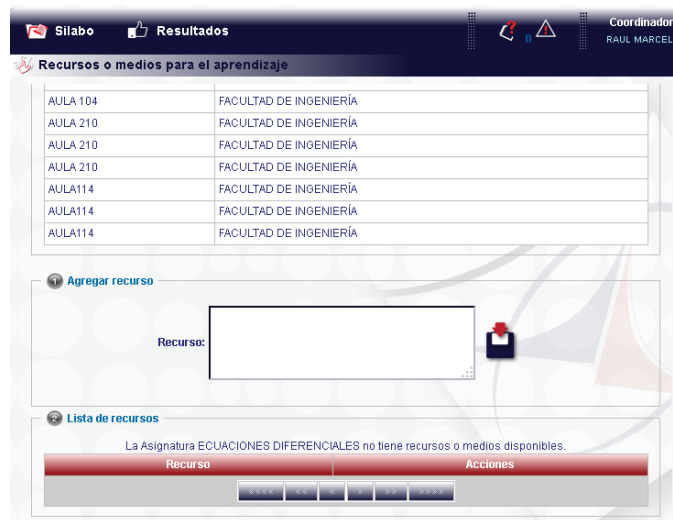 Silabo Resultados 0 Coordinador
RAUL MARCEL
Recursos o medios para el aprendizaje
AULA 104 FACULTAD DE INGENIERÍA
AULA 210 FACULTAD DE INGENIERÍA
AULA 210 FACULTAD DE INGENIERÍA
AULA 210 FACULTAD DE INGENIERÍA
AULA114 FACULTAD DE INGENIERÍA
AULA114 FACULTAD DE INGENIERÍA
AULA114 FACULTAD DE INGENIERÍA
1 Agregar recurso
Recurso:
2 Lista de recursos
La Asignatura ECUACIONES DIFERENCIALES no tiene recursos o medios disponibles.
Recurso Acciones
<<<< << < > >> >>>>